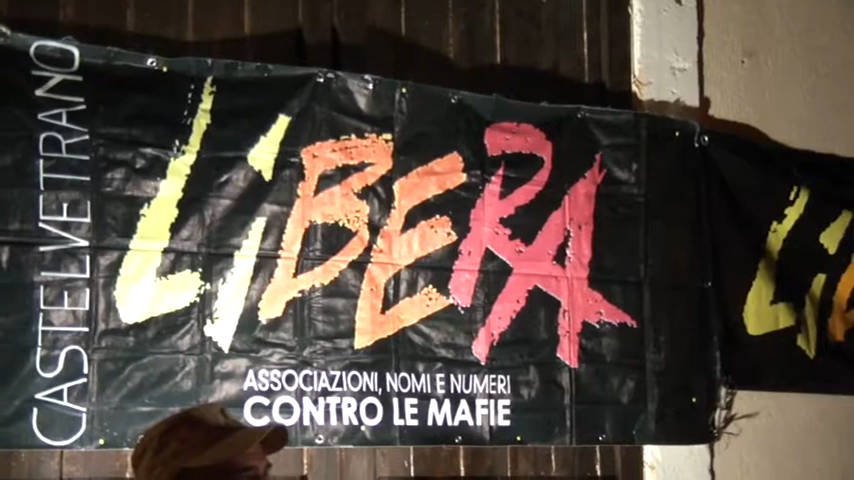 CASTELVETRANO
LiBERA
ASSOCIAZIONI, NOMI E NUMERI
CONTRO LE MAFIE